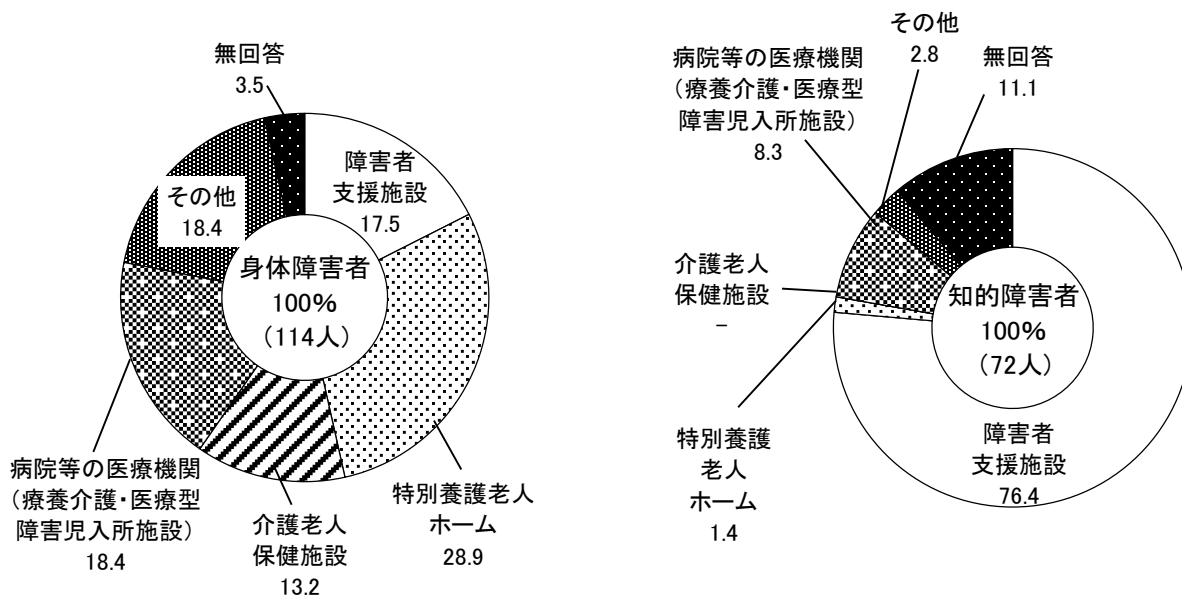 無回答
3.5
障害者
支援施設
17.5
その他
18.4
身体障害者
100%
（114人）
病院等の医療機関
（療養介護・医療型
障害児入所施設）
18.4
介護老人
保健施設
13.2
特別養護老人
ホーム
28.9
その他
2.8
無回答
11.1
病院等の医療機関
（療養介護・医療型
障害児入所施設）
8.3
介護老人
保健施設
–
知的障害者
100%
（72人）
特別養護
老人
ホーム
1.4
障害者
支援施設
76.4